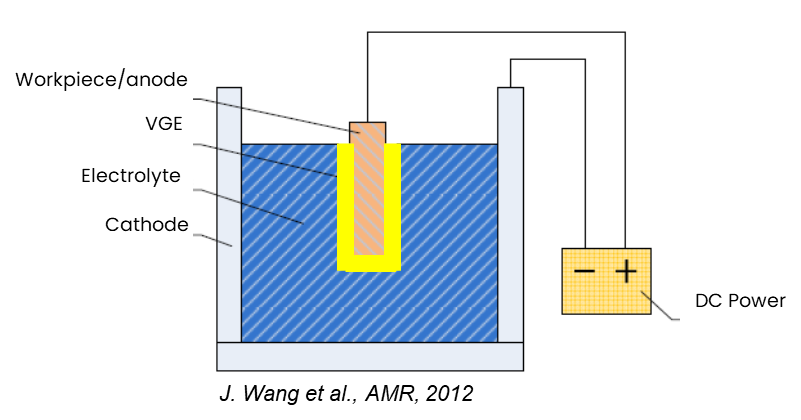 Workpiece/anode
VGE
Electrolyte
Cathode
− +
DC Power
J. Wang et al., AMR, 2012